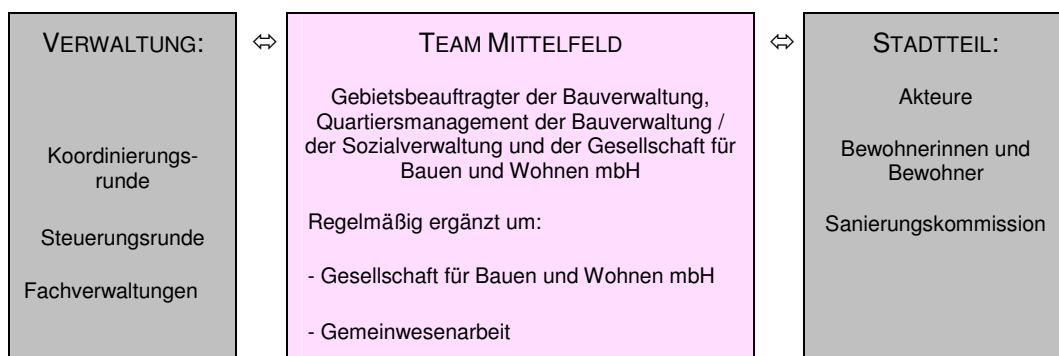 VERWALTUNG:
Koordinierungs-
runde
Steuerungsrunde
Fachverwaltungen
⇔
TEAM MITTELFELD
Gebietsbeauftragter der Bauverwaltung,
Quartiersmanagement der Bauverwaltung /
der Sozialverwaltung und der Gesellschaft für
Bauen und Wohnen mbH
Regelmäßig ergänzt um:
- Gesellschaft für Bauen und Wohnen mbH
- Gemeinwesenarbeit
⇔
STADTTEIL:
Akteure
Bewohnerinnen und
Bewohner
Sanierungskommission